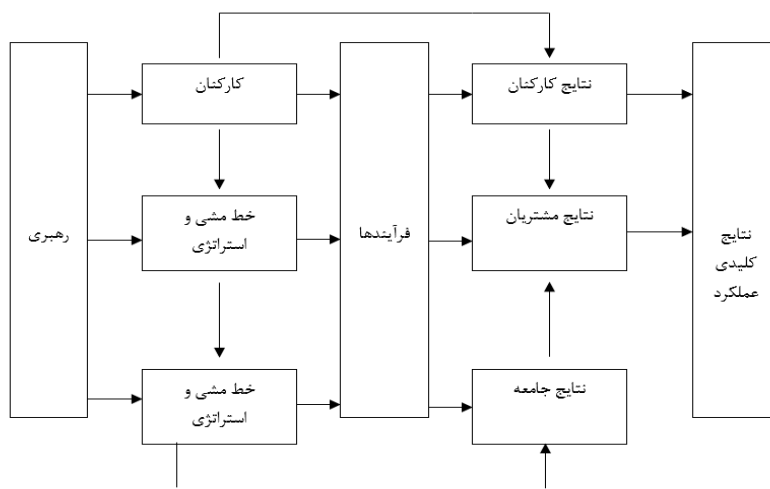 کارکنان
نتایج کارکنان
خط مشی و
استراتژی
نتایج مشتریان
رهبری
فرآیندها
نتایج
کلیدی
عملکرد
خط مشی و
استراتژی
نتایج جامعه